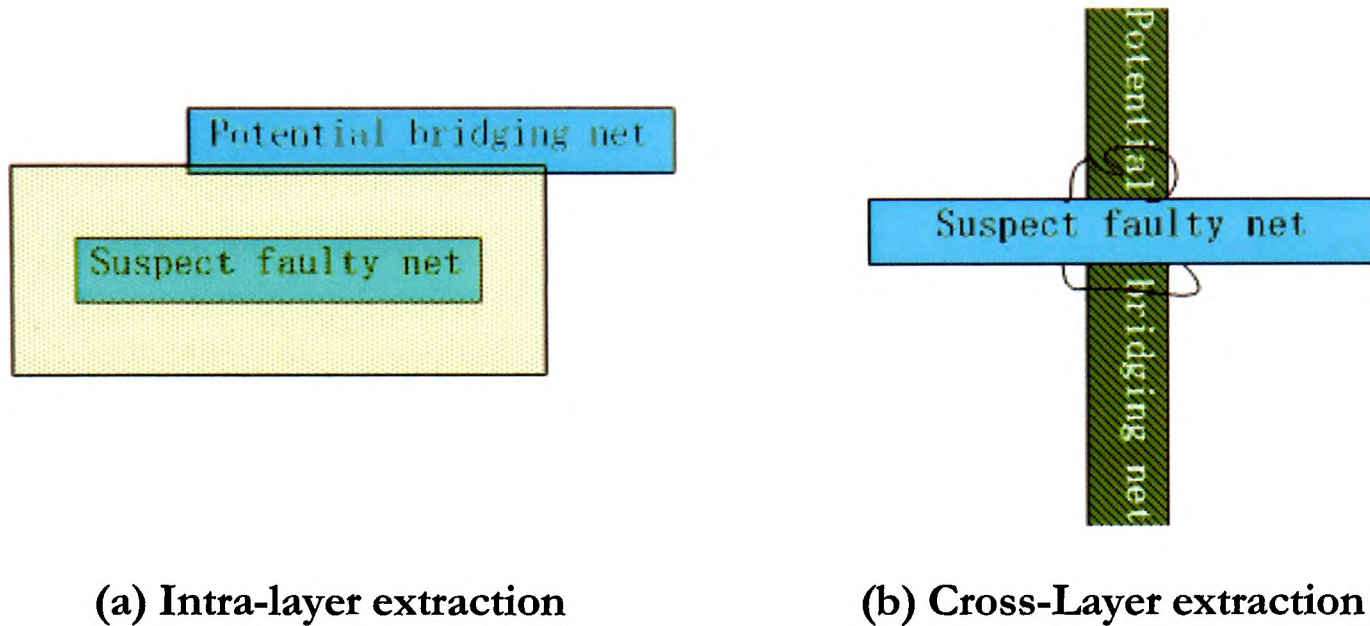 Potential bridging net
Suspect faulty net
Potential bridging net
Suspect faulty net
(a) Intra-layer extraction
(b) Cross-Layer extraction